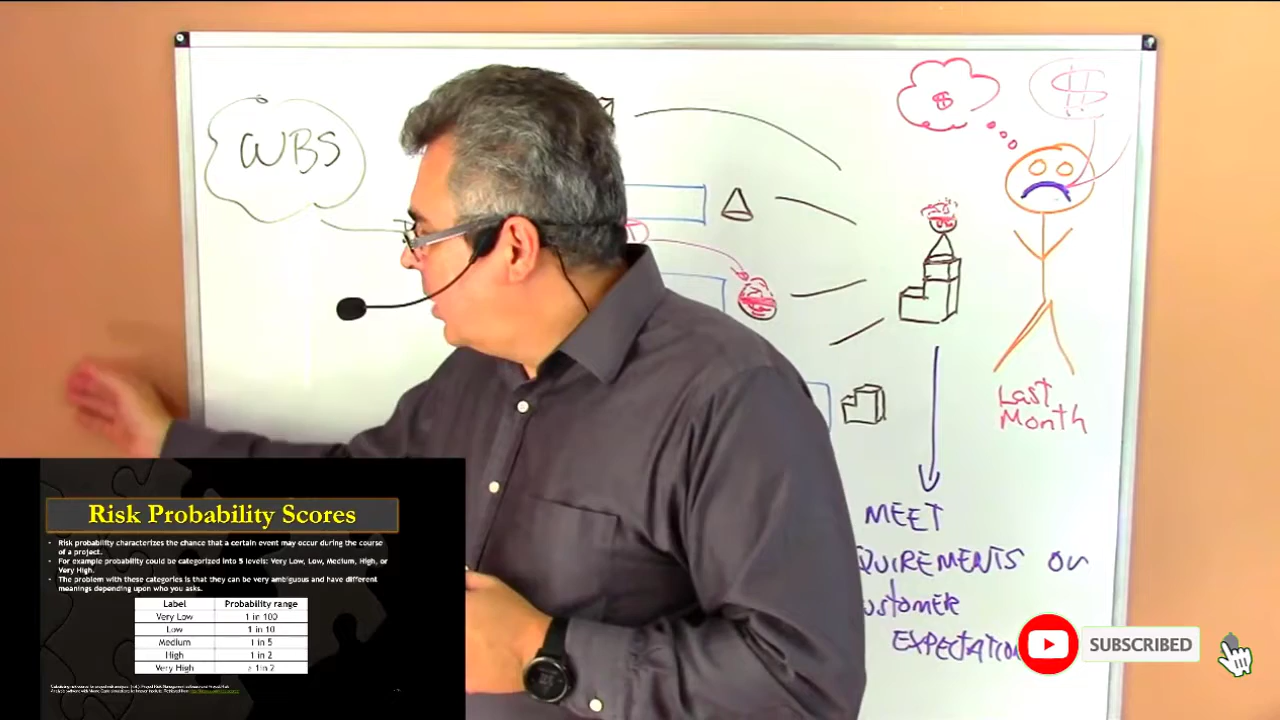 WBS
$
$
Last
Month
MEET
QUIREMENTS OR
ustomer
EXPECTATION
Risk Probability Scores
• Risk probability characterizes the chance that a certain event may occur during the course
of a project.
• For example probability could be categorized into 5 levels: Very Low, Low, Medium, High, or
Very High.
• The problem with these categories is that they can be very ambiguous and have different
meanings depending upon who you asks.
Label Probability range
Very Low 1 in 100
Low 1 in 10
Medium 1 in 5
High 1 in 2
Very High ≥ 1 in 2
SUBSCRIBED